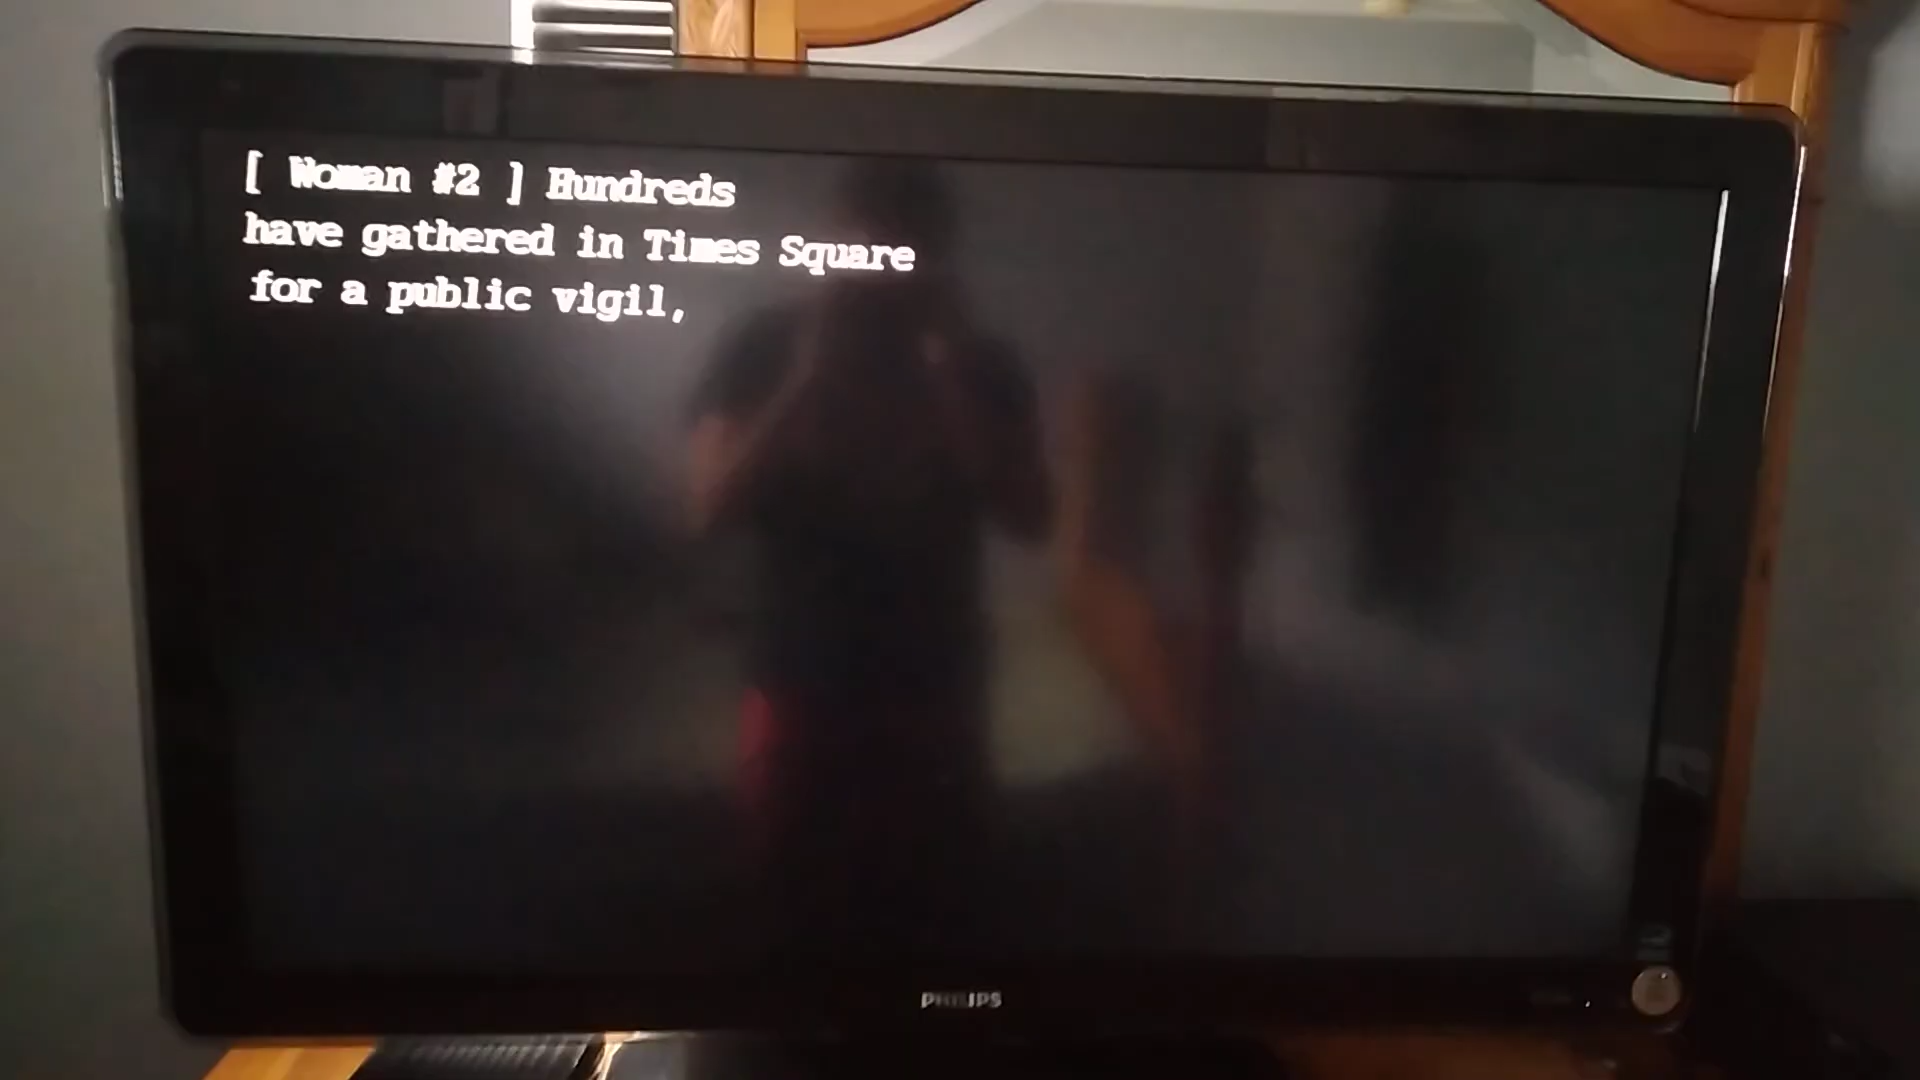 [ Woman #2 ] Hundreds
have gathered in Times Square
for a public vigil,
PHILIPS